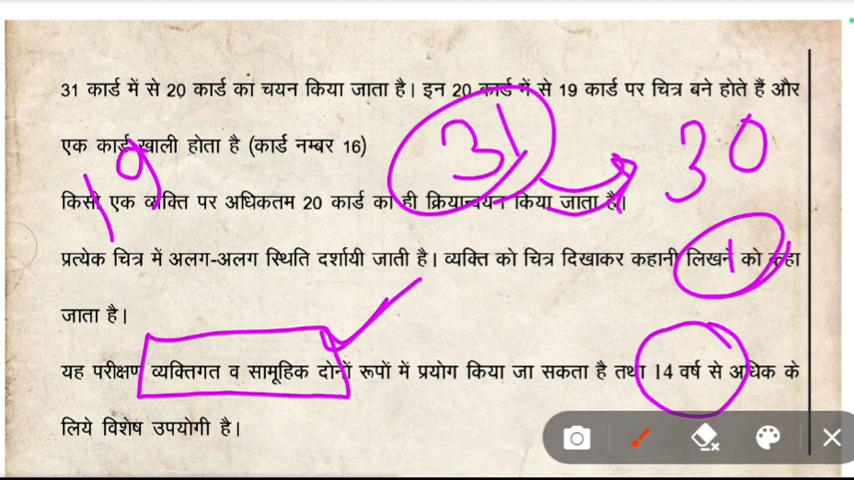 31 कार्ड में से 20 कार्ड का चयन किया जाता है। इन 20 कार्ड में से 19 कार्ड पर चित्र बने होते हैं और
एक कार्ड खाली होता है (कार्ड नम्बर 16)
31 30
19
किसी एक व्यक्ति पर अधिकतम 20 कार्ड का ही क्रियान्वयन किया जाता है।
प्रत्येक चित्र में अलग-अलग स्थिति दर्शायी जाती है। व्यक्ति को चित्र दिखाकर कहानी लिखने को कहा
1
जाता है।
यह परीक्षण व्यक्तिगत व सामूहिक दोनों रूपों में प्रयोग किया जा सकता है तथा 14 वर्ष से अधिक के
लिये विशेष उपयोगी है।